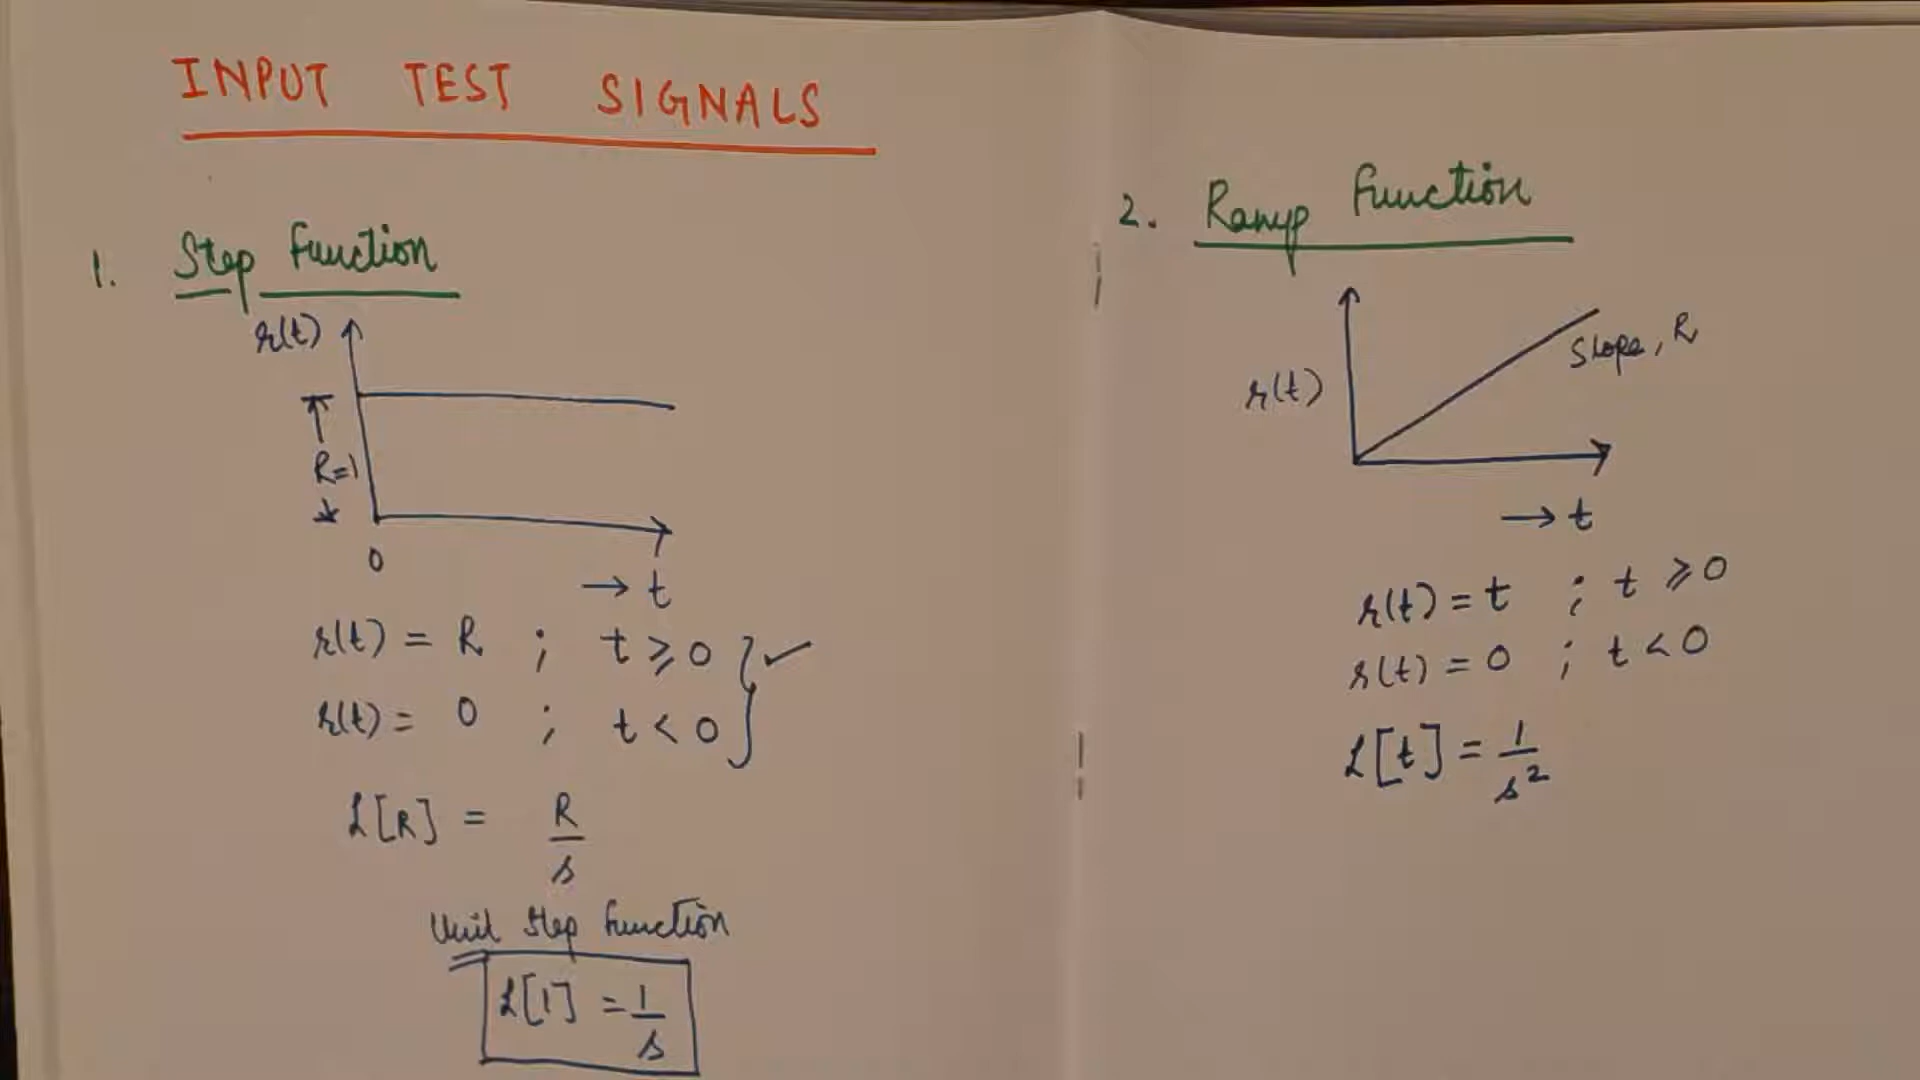 INPUT TEST SIGNALS
1. Step Function
r(t)
R=1
0
→ t
r(t) = R ; t ≥ 0
r(t) = 0 ; t < 0
L[R] = R/s
Unit Step Function
L[1] = 1/s
2. Ramp Function
Slope, R
r(t)
→ t
r(t) = t ; t ≥ 0
r(t) = 0 ; t < 0
L[t] = 1/s²